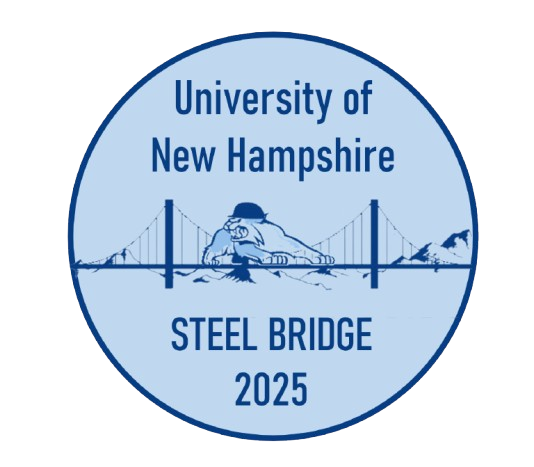 University of
New Hampshire
STEEL BRIDGE
2025